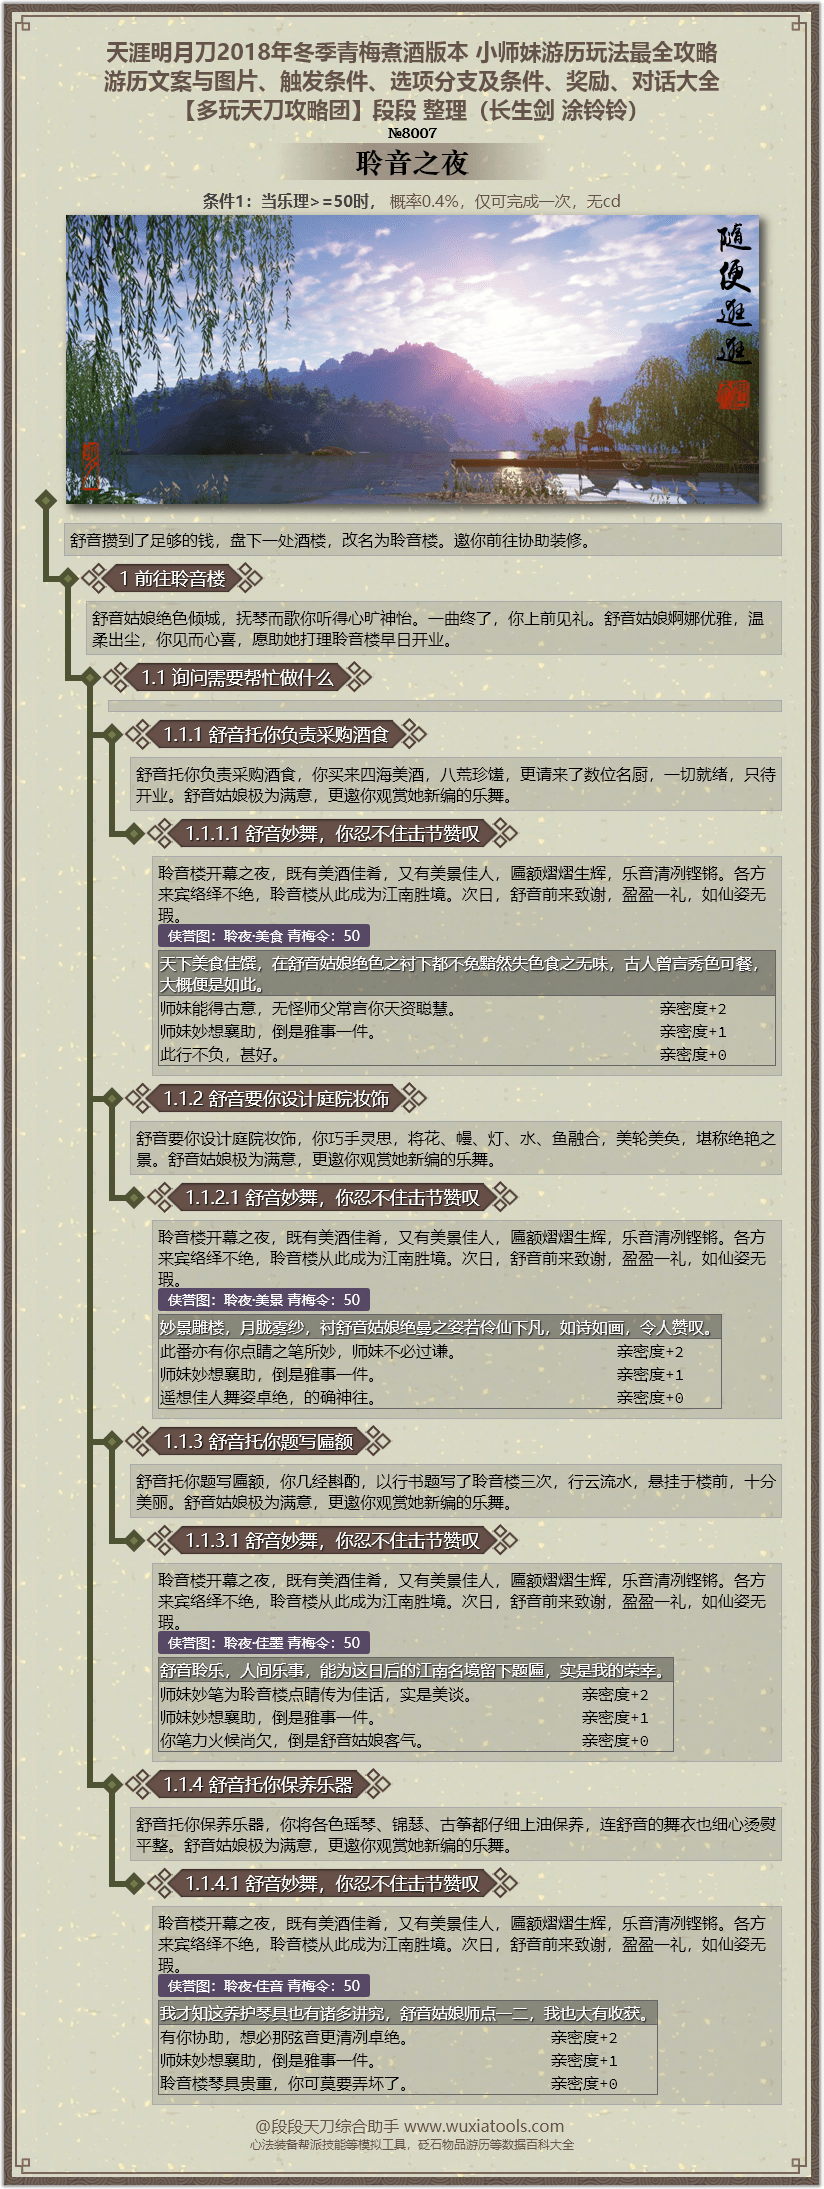 天涯明月刀2018年冬季青梅煮酒版本 小师妹游历玩法最全攻略
游历文案与图片、触发条件、选项分支及条件、奖励、对话大全
【多玩天刀攻略团】段段 整理（长生剑 涂铃铃）
№8007
聆音之夜
条件1：当乐理>=50时， 概率0.4%，仅可完成一次，无cd
随便逛逛
舒音攒到了足够的钱，盘下一处酒楼，改名为聆音楼。邀你前往协助装修。
1 前往聆音楼
舒音姑娘绝色倾城，抚琴而歌你听得心旷神怡。一曲终了，你上前见礼。舒音姑娘婀娜优雅，温
柔出尘，你见而心喜，愿助她打理聆音楼早日开业。
1.1 询问需要帮忙做什么
1.1.1 舒音托你负责采购酒食
舒音托你负责采购酒食，你买来四海美酒，八荒珍馐，更请来了数位名厨，一切就绪，只待
开业。舒音姑娘极为满意，更邀你观赏她新编的乐舞。
1.1.1.1 舒音妙舞，你忍不住击节赞叹
聆音楼开幕之夜，既有美酒佳肴，又有美景佳人，匾额熠熠生辉，乐音清冽铿锵。各方
来宾络绎不绝，聆音楼从此成为江南胜境。次日，舒音前来致谢，盈盈一礼，如仙姿无
瑕。
侠誉图：聆夜·美食 青梅令：50
天下美食佳馔，在舒音姑娘绝色之衬下都不免黯然失色食之无味，古人曾言秀色可餐，
大概便是如此。
师妹能得古意，无怪师父常言你天资聪慧。 亲密度+2
师妹妙想襄助，倒是雅事一件。 亲密度+1
此行不负，甚好。 亲密度+0
1.1.2 舒音要你设计庭院妆饰
舒音要你设计庭院妆饰，你巧手灵思，将花、幔、灯、水、鱼融合，美轮美奂，堪称绝艳之
景。舒音姑娘极为满意，更邀你观赏她新编的乐舞。
1.1.2.1 舒音妙舞，你忍不住击节赞叹
聆音楼开幕之夜，既有美酒佳肴，又有美景佳人，匾额熠熠生辉，乐音清冽铿锵。各方
来宾络绎不绝，聆音楼从此成为江南胜境。次日，舒音前来致谢，盈盈一礼，如仙姿无
瑕。
侠誉图：聆夜·美景 青梅令：50
妙景雕楼，月胧雾纱，衬舒音姑娘绝曼之姿若伶仙下凡，如诗如画，令人赞叹。
此番亦有你点睛之笔所妙，师妹不必过谦。 亲密度+2
师妹妙想襄助，倒是雅事一件。 亲密度+1
遥想佳人舞姿卓绝，的确神往。 亲密度+0
1.1.3 舒音托你题写匾额
舒音托你题写匾额，你几经斟酌，以行书题写了聆音楼三次，行云流水，悬挂于楼前，十分
美丽。舒音姑娘极为满意，更邀你观赏她新编的乐舞。
1.1.3.1 舒音妙舞，你忍不住击节赞叹
聆音楼开幕之夜，既有美酒佳肴，又有美景佳人，匾额熠熠生辉，乐音清冽铿锵。各方
来宾络绎不绝，聆音楼从此成为江南胜境。次日，舒音前来致谢，盈盈一礼，如仙姿无
瑕。
侠誉图：聆夜·佳墨 青梅令：50
舒音聆乐，人间乐事，能为这日后的江南名境留下题匾，实是我的荣幸。
师妹妙笔为聆音楼点睛传为佳话，实是美谈。 亲密度+2
师妹妙想襄助，倒是雅事一件。 亲密度+1
你笔力火候尚欠，倒是舒音姑娘客气。 亲密度+0
1.1.4 舒音托你保养乐器
舒音托你保养乐器，你将各色瑶琴、锦瑟、古筝都仔细上油保养，连舒音的舞衣也细心烫熨
平整。舒音姑娘极为满意，更邀你观赏她新编的乐舞。
1.1.4.1 舒音妙舞，你忍不住击节赞叹
聆音楼开幕之夜，既有美酒佳肴，又有美景佳人，匾额熠熠生辉，乐音清冽铿锵。各方
来宾络绎不绝，聆音楼从此成为江南胜境。次日，舒音前来致谢，盈盈一礼，如仙姿无
瑕。
侠誉图：聆夜·佳音 青梅令：50
我才知这养护琴具也有诸多讲究，舒音姑娘师点一二，我也大有收获。
有你协助，想必那弦音更清冽卓绝。 亲密度+2
师妹妙想襄助，倒是雅事一件。 亲密度+1
聆音楼琴具贵重，你可莫要弄坏了。 亲密度+0
@段段天刀综合助手 www.wuxiatools.com
心法装备帮派技能等模拟工具，砭石物品游历等数据百科大全